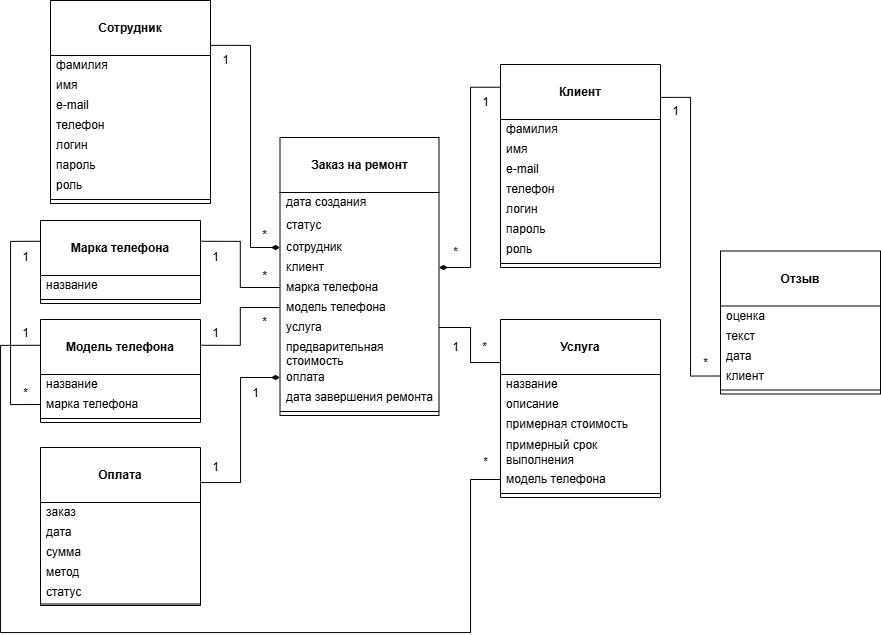 Сотрудник
фамилия
имя
e-mail
телефон
логин
пароль
роль
1
*
Марка телефона
название
1
1
*
Модель телефона
название
марка телефона
1
1
*
*
Оплата
заказ
дата
сумма
метод
статус
1
1
Заказ на ремонт
дата создания
статус
сотрудник
клиент
марка телефона
модель телефона
услуга
предварительная
стоимость
оплата
дата завершения ремонта
Клиент
фамилия
имя
e-mail
телефон
логин
пароль
роль
1
*
1
Услуга
название
описание
примерная стоимость
примерный срок
выполнения
модель телефона
1
*
*
Отзыв
оценка
текст
дата
клиент
*